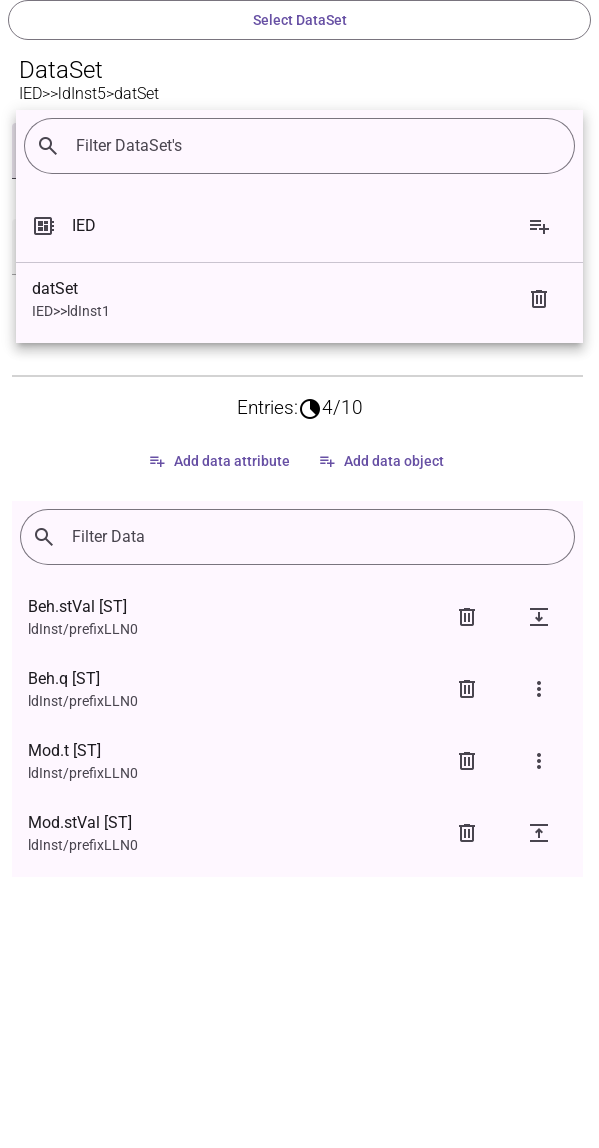 Select DataSet
DataSet
IED>>ldInst5>datSet
Filter DataSet's
IED
datSet
IED>>ldInst1
Entries: 4/10
Add data attribute
Add data object
Filter Data
Beh.stVal [ST]
ldInst/prefixLLN0
Beh.q [ST]
ldInst/prefixLLN0
Mod.t [ST]
ldInst/prefixLLN0
Mod.stVal [ST]
ldInst/prefixLLN0